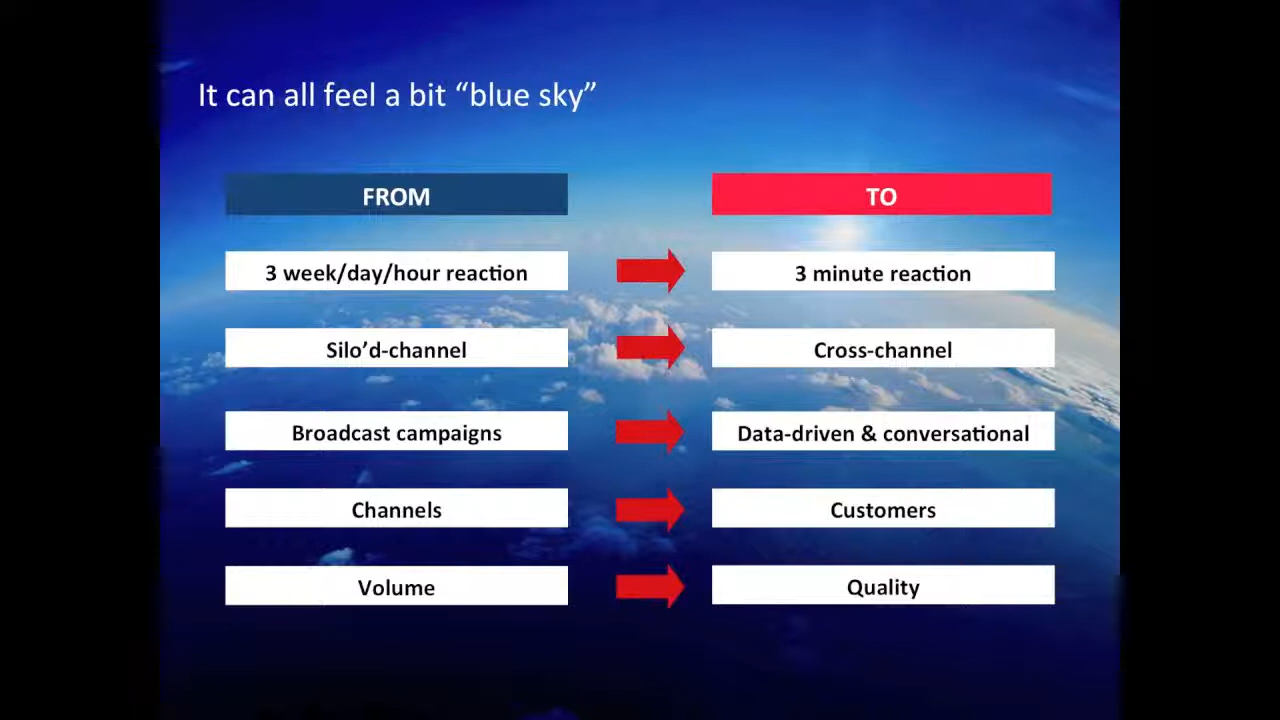 It can all feel a bit “blue sky”
FROM
TO
3 week/day/hour reaction
3 minute reaction
Silo’d-channel
Cross-channel
Broadcast campaigns
Data-driven & conversational
Channels
Customers
Volume
Quality